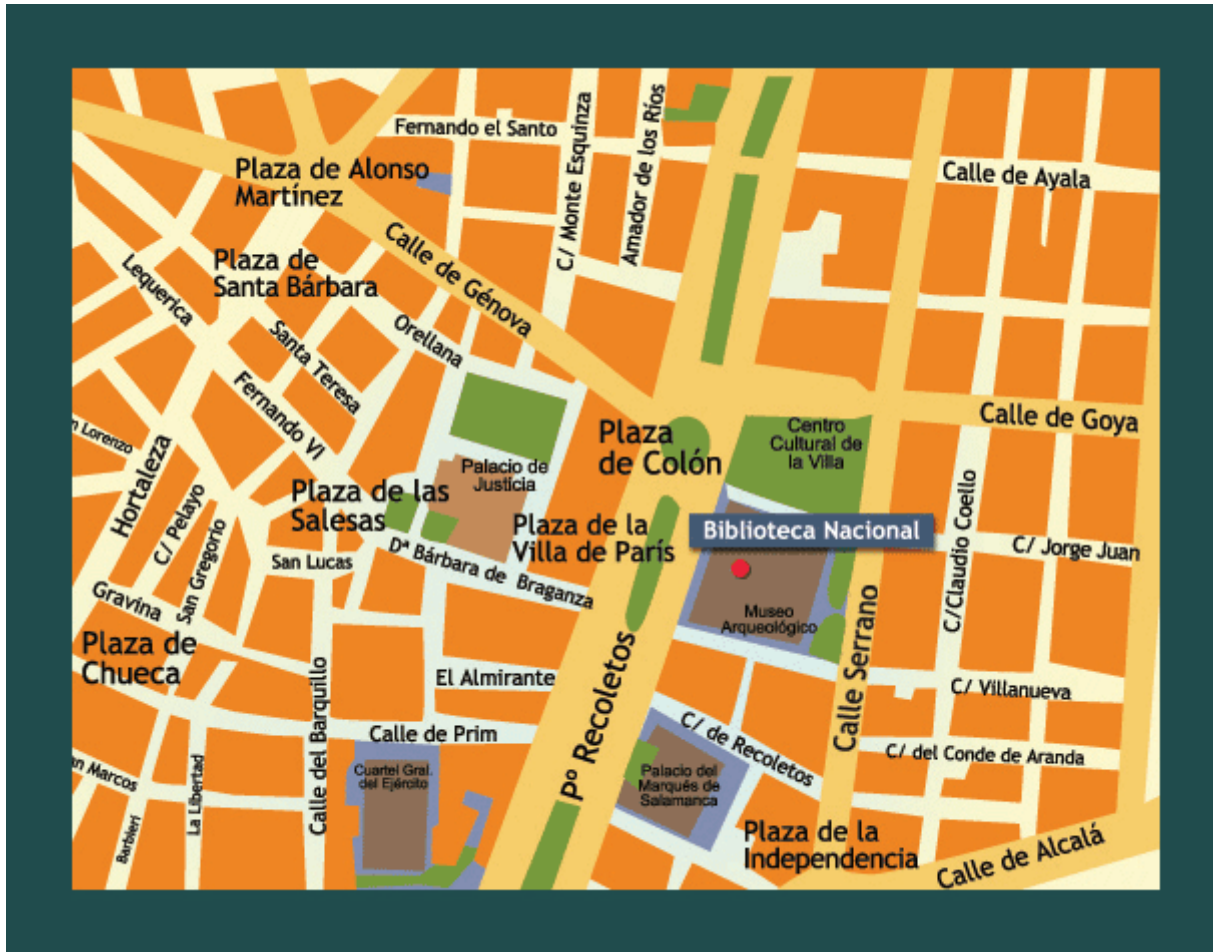 Fernando el Santo
C/ Monte Esquinza
Amador de los Ríos
Calle de Ayala
Plaza de Alonso
Martínez
Calle de Génova
Plaza de
Santa Bárbara
Lequerica
Santa Teresa
Orellana
Fernando VI
Calle de Goya
Plaza
de Colón
Centro
Cultural de
la Villa
Lorenzo
Hortaleza
C/ Pelayo
San Gregorio
Palacio de
Justicia
Plaza de las
Salesas
Plaza de la
Villa de París
Biblioteca Nacional
C/Claudio Coello
C/ Jorge Juan
San Lucas
Dª Bárbara de Braganza
Gravina
Museo
Arqueológico
Plaza de
Chueca
El Almirante
Calle Serrano
C/ Villanueva
Calle del Barquillo
Calle de Prim
Pº Recoletos
C/ de Recoletos
C/ del Conde de Aranda
an Marcos
La Libertad
Barbieri
Cuartel Gral.
del Ejército
Palacio del
Marqués de
Salamanca
Plaza de la
Independencia
Calle de Alcalá